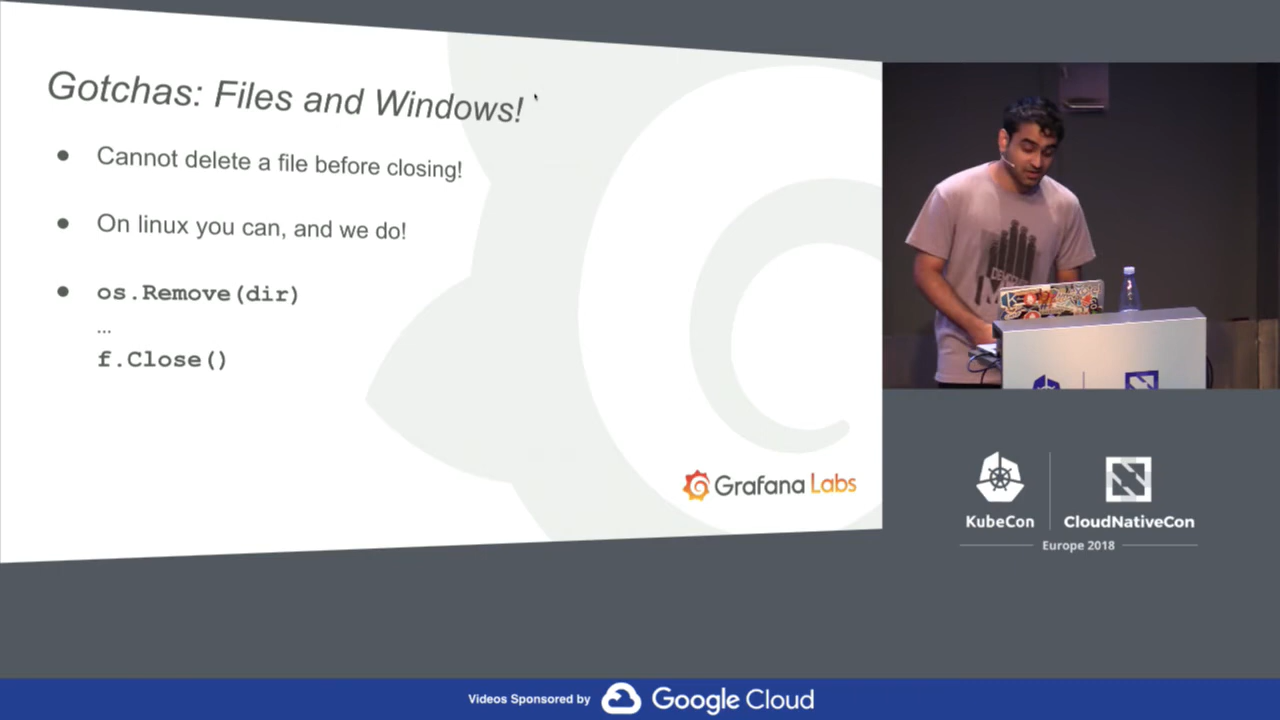 Gotchas: Files and Windows!
● Cannot delete a file before closing!
● On linux you can, and we do!
● os.Remove(dir)
...
f.Close()
Grafana Labs
KubeCon
CloudNativeCon
Europe 2018
Videos Sponsored by Google Cloud